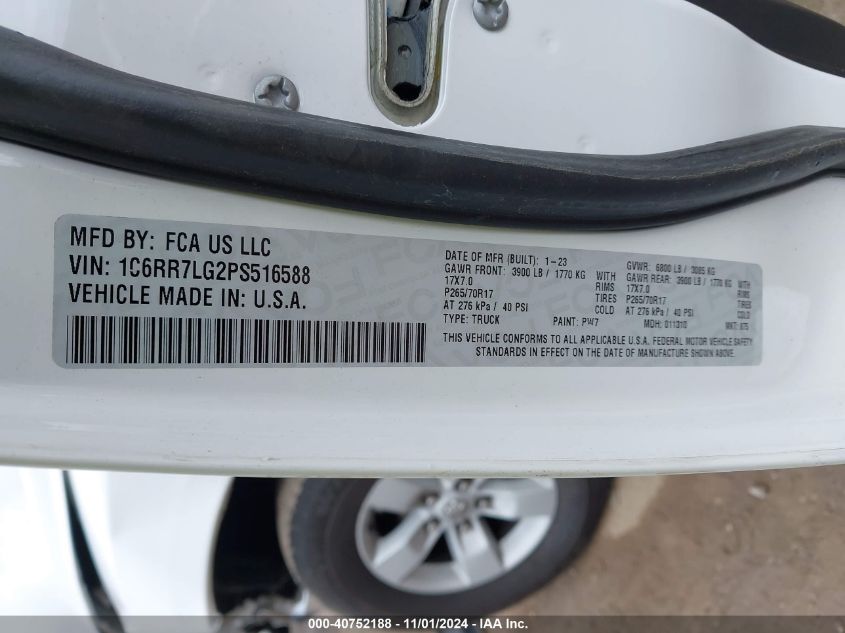 MFD BY: FCA US LLC
VIN: 1C6RR7LG2PS516588
VEHICLE MADE IN: U.S.A.
DATE OF MFR (BUILT): 1-23
GAWR FRONT: 3900 LB / 1770 KG WITH
17X7.0 RIMS
P265/70R17 TIRES
AT 276 kPa / 40 PSI COLD
TYPE: TRUCK PAINT: PW7
GVWR: 6800 LB / 3085 KG
GAWR REAR: 3900 LB / 1770 KG WITH
17X7.0 RIMS
P265/70R17 TIRES
AT 276 kPa / 40 PSI COLD
MDH: 011310 MKT: 875
THIS VEHICLE CONFORMS TO ALL APPLICABLE U.S.A. FEDERAL MOTOR VEHICLE SAFETY
STANDARDS IN EFFECT ON THE DATE OF MANUFACTURE SHOWN ABOVE.
000-40752188 - 11/01/2024 - IAA Inc.